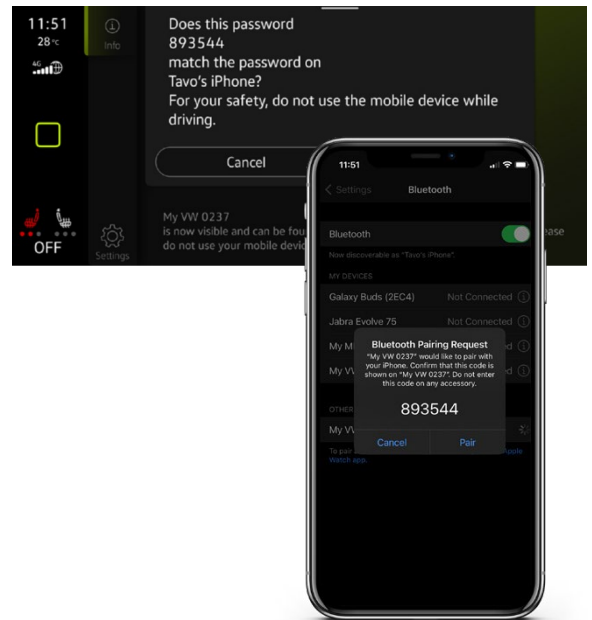 11:51
28 °C
4G
OFF
Info
Settings
Does this password
893544
match the password on
Tavo's iPhone?
For your safety, do not use the mobile device while
driving.
Cancel
My VW 0237
is now visible and can be fou
do not use your mobile devic
ease
11:51
Settings
Bluetooth
Bluetooth
Now discoverable as "Tavo's iPhone".
MY DEVICES
Galaxy Buds (2EC4) Not Connected
Jabra Evolve 75 Not Connected
My M
My V
Bluetooth Pairing Request
"My VW 0237" would like to pair with
your iPhone. Confirm that this code is
shown on "My VW 0237". Do not enter
this code on any accessory.
893544
Cancel Pair
OTHER
My V
To pair
Apple
Watch app.